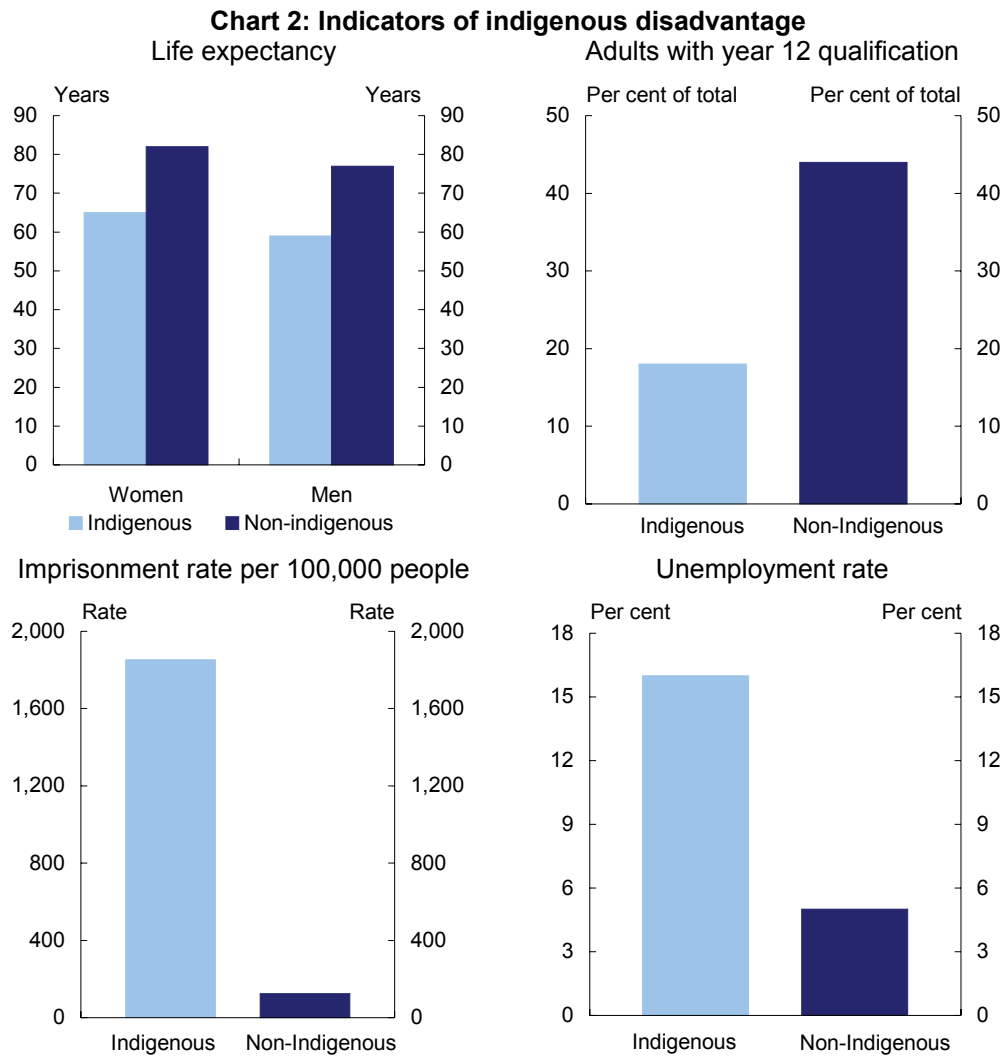 Chart 2: Indicators of indigenous disadvantage
Life expectancy
Years Years
90 90
80 80
70 70
60 60
50 50
40 40
30 30
20 20
10 10
0 0
Women Men
Indigenous Non-indigenous
Adults with year 12 qualification
Per cent of total Per cent of total
50 50
40 40
30 30
20 20
10 10
0 0
Indigenous Non-Indigenous
Imprisonment rate per 100,000 people
Rate Rate
2,000 2,000
1,600 1,600
1,200 1,200
800 800
400 400
0 0
Indigenous Non-Indigenous
Unemployment rate
Per cent Per cent
18 18
15 15
12 12
9 9
6 6
3 3
0 0
Indigenous Non-Indigenous